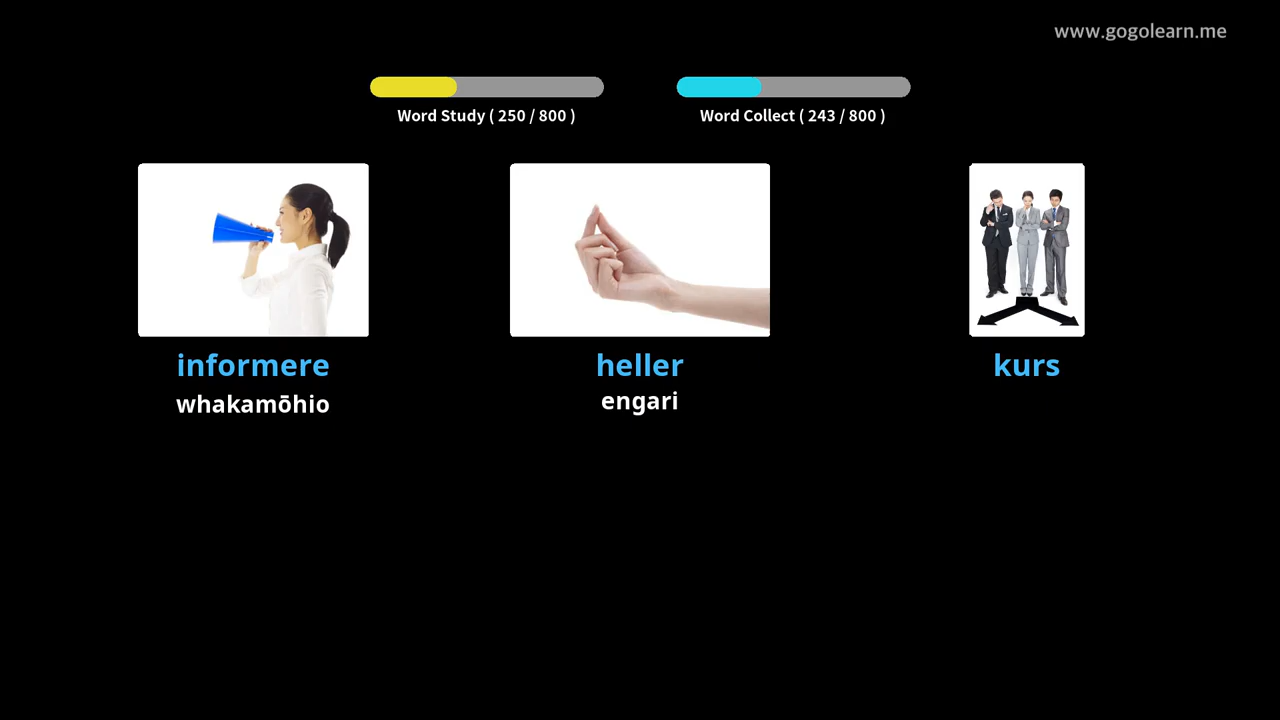 www.gogolearn.me
Word Study ( 250 / 800 )
Word Collect ( 243 / 800 )
informere
heller
kurs
whakamōhio
engari